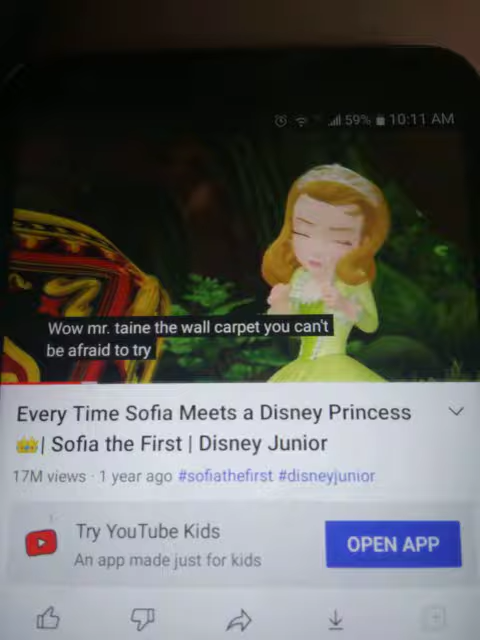 59% 10:11 AM
Wow mr. taine the wall carpet you can't
be afraid to try
Every Time Sofia Meets a Disney Princess
👑| Sofia the First | Disney Junior
17M views · 1 year ago #sofiathefirst #disneyjunior
Try YouTube Kids
An app made just for kids
OPEN APP